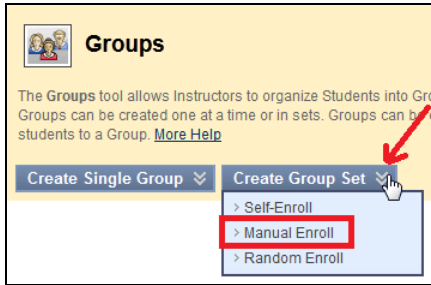 Groups
The Groups tool allows Instructors to organize Students into
Groups can be created one at a time or in sets. Groups can be
students to a Group. More Help
Create Single Group
Create Group Set
> Self-Enroll
> Manual Enroll
> Random Enroll